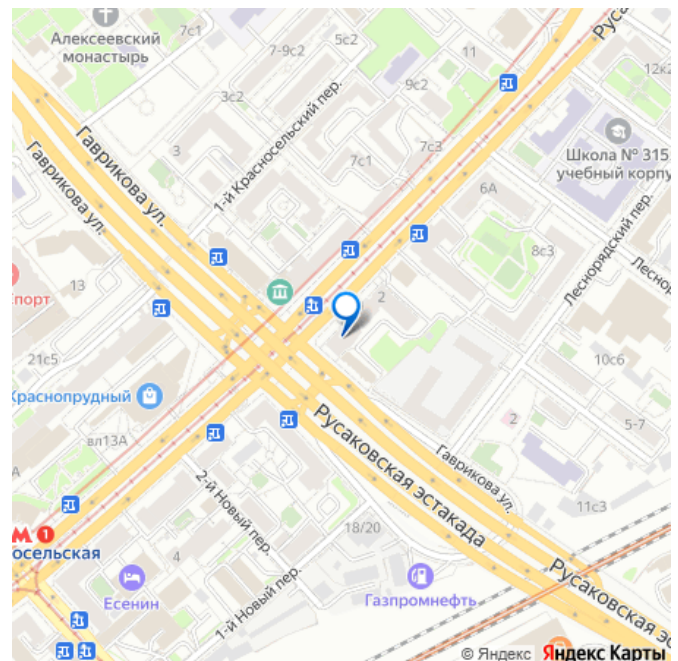 Алексеевский
монастырь
7с1
5с2
7-9с2
11
Руса
12к2
3с2
9с2
1-й Красносельский пер.
Гаврикова ул.
Гаврикова ул.
3
7с1
7с3
Школа № 315,
учебный корпу
6А
8с3
Леснорядский пер.
Лесноря
13
порт
2
21с5
Краснопрудный
10с6
вл13А
2
5-7
Русаковская эстакада
Гаврикова ул.
2-й Новый пер.
11с3
М 1
осельская
4
18/20
Есенин
1-й Новый пер.
Газпромнефть
Русаковская эс
© Яндекс Яндекс Карты